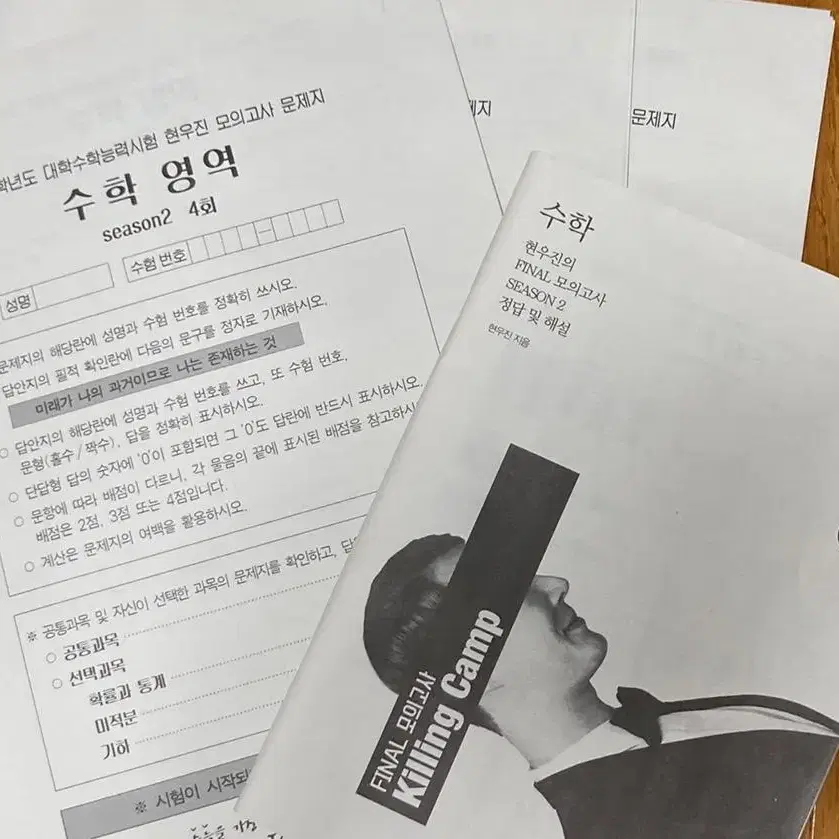 학년도 대학수학능력시험 현우진 모의고사 문제지
수학 영역
season2 4회
성명
수험 번호
문제지의 해당란에 성명과 수험 번호를 정확히 쓰시오.
답안지의 필적 확인란에 다음의 문구를 정자로 기재하시오.
미래가 나의 과거이므로 나는 존재하는 것
○ 답안지의 해당란에 성명과 수험 번호를 쓰고, 또 수험 번호,
문형(홀수/짝수), 답을 정확히 표시하시오.
○ 단답형 답의 숫자에 '0'이 포함되면 그 '0'도 답란에 반드시 표시하시오.
○ 문항에 따라 배점이 다르니, 각 물음의 끝에 표시된 배점을 참고하시
배점은 2점, 3점 또는 4점입니다.
○ 계산은 문제지의 여백을 활용하시오.
※ 공통과목 및 자신이 선택한 과목의 문제지를 확인하고, 답
○ 공통과목
○ 선택과목
확률과 통계
미적분
기하
※ 시험이 시작되
문제지
수학
현우진의
FINAL 모의고사
SEASON 2
정답 및 해설
현우진 지음
FINAL 모의고사
Killing Camp